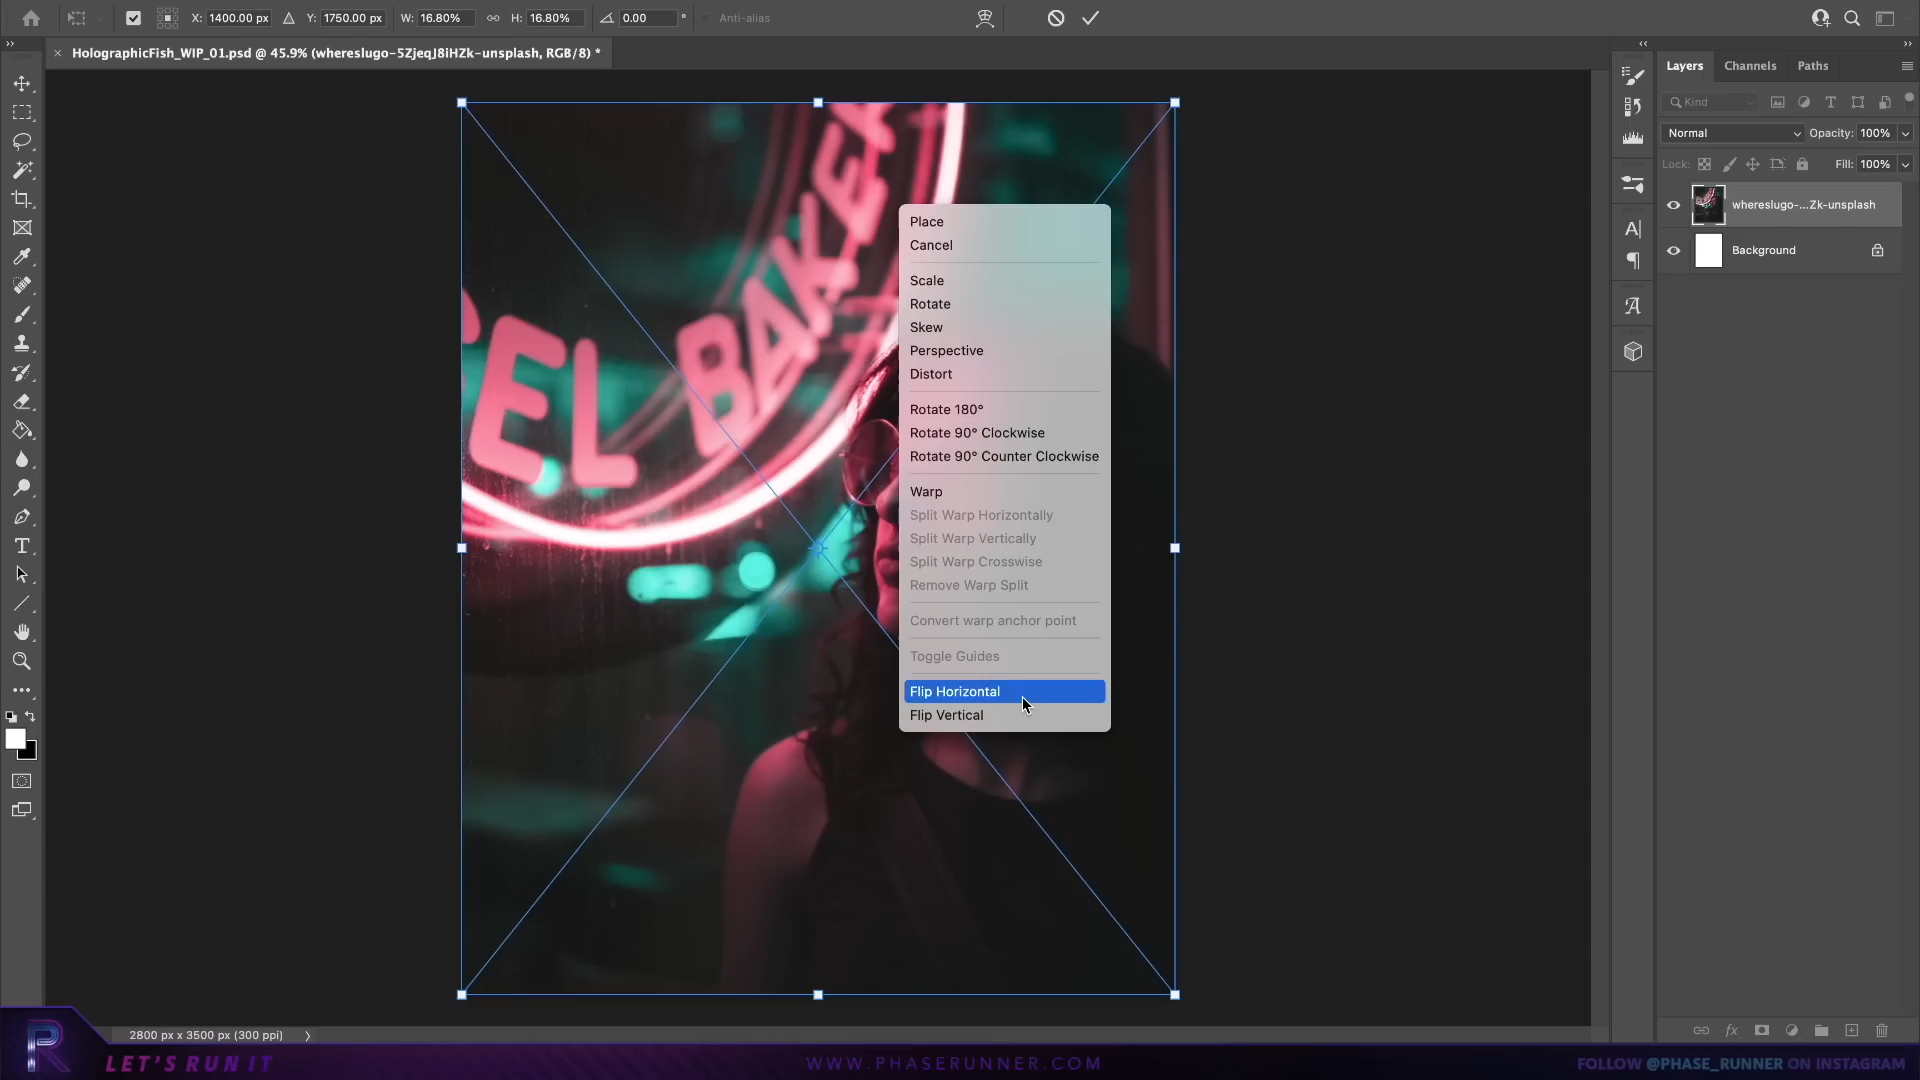 X: 1400.00 px
Y: 1750.00 px
W: 16.80%
H: 16.80%
0.00
°
Anti-alias
HolographicFish_WIP_01.psd @ 45.9% (whereslugo-5ZjeqJ8iHZk-unsplash, RGB/8) *
Layers
Channels
Paths
Kind
Normal
Opacity: 100%
Lock:
Fill: 100%
whereslugo-...Zk-unsplash
Background
EL BAKER
Place
Cancel
Scale
Rotate
Skew
Perspective
Distort
Rotate 180°
Rotate 90° Clockwise
Rotate 90° Counter Clockwise
Warp
Split Warp Horizontally
Split Warp Vertically
Split Warp Crosswise
Remove Warp Split
Convert warp anchor point
Toggle Guides
Flip Horizontal
Flip Vertical
2800 px x 3500 px (300 ppi)
R
LET'S RUN IT
WWW.PHASERUNNER.COM
FOLLOW @PHASE_RUNNER ON INSTAGRAM